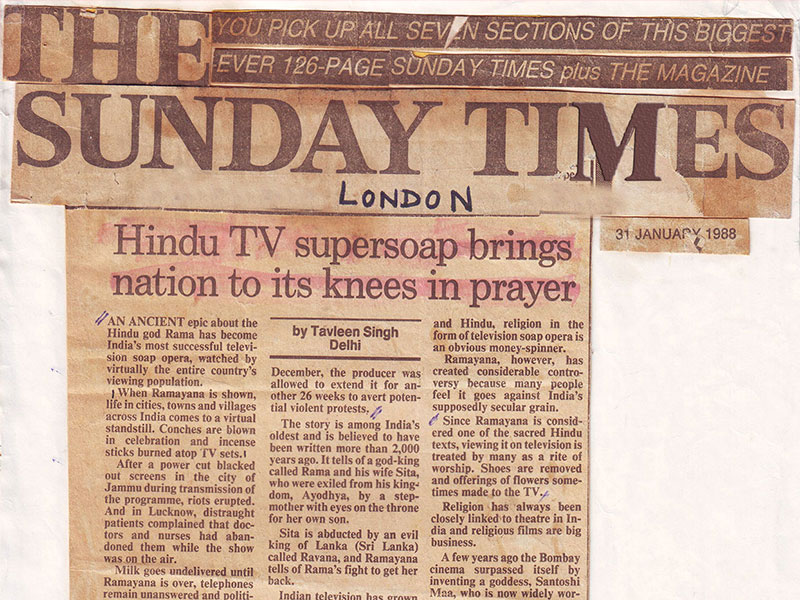 THE
YOU PICK UP ALL SEVEN SECTIONS OF THIS BIGGEST
EVER 126-PAGE SUNDAY TIMES plus THE MAGAZINE
SUNDAY TIMES
LONDON
31 JANUARY 1988
Hindu TV supersoap brings
nation to its knees in prayer
AN ANCIENT epic about the
Hindu god Rama has become
India's most successful televi-
sion soap opera, watched by
virtually the entire country's
viewing population.
When Ramayana is shown,
life in cities, towns and villages
across India comes to a virtual
standstill. Conches are blown
in celebration and incense
sticks burned atop TV sets.
After a power cut blacked
out screens in the city of
Jammu during transmission of
the programme, riots erupted.
And in Lucknow, distraught
patients complained that doc-
tors and nurses had aban-
doned them while the show
was on the air.
Milk goes undelivered until
Ramayana is over, telephones
remain unanswered and politi-
by Tavleen Singh
Delhi
December, the producer was
allowed to extend it for an-
other 26 weeks to avert poten-
tial violent protests.
The story is among India's
oldest and is believed to have
been written more than 2,000
years ago. It tells of a god-king
called Rama and his wife Sita,
who were exiled from his king-
dom, Ayodhya, by a step-
mother with eyes on the throne
for her own son.
Sita is abducted by an evil
king of Lanka (Sri Lanka)
called Ravana, and Ramayana
tells of Rama's fight to get her
back.
Indian television has grown
and Hindu, religion in the
form of television soap opera is
an obvious money-spinner.
Ramayana, however, has
created considerable contro-
versy because many people
feel it goes against India's
supposedly secular grain.
Since Ramayana is consid-
ered one of the sacred Hindu
texts, viewing it on television is
treated by many as a rite of
worship. Shoes are removed
and offerings of flowers some-
times made to the TV.
Religion has always been
closely linked to theatre in In-
dia and religious films are big
business.
A few years ago the Bombay
cinema surpassed itself by
inventing a goddess, Santoshi
Maa, who is now widely wor-